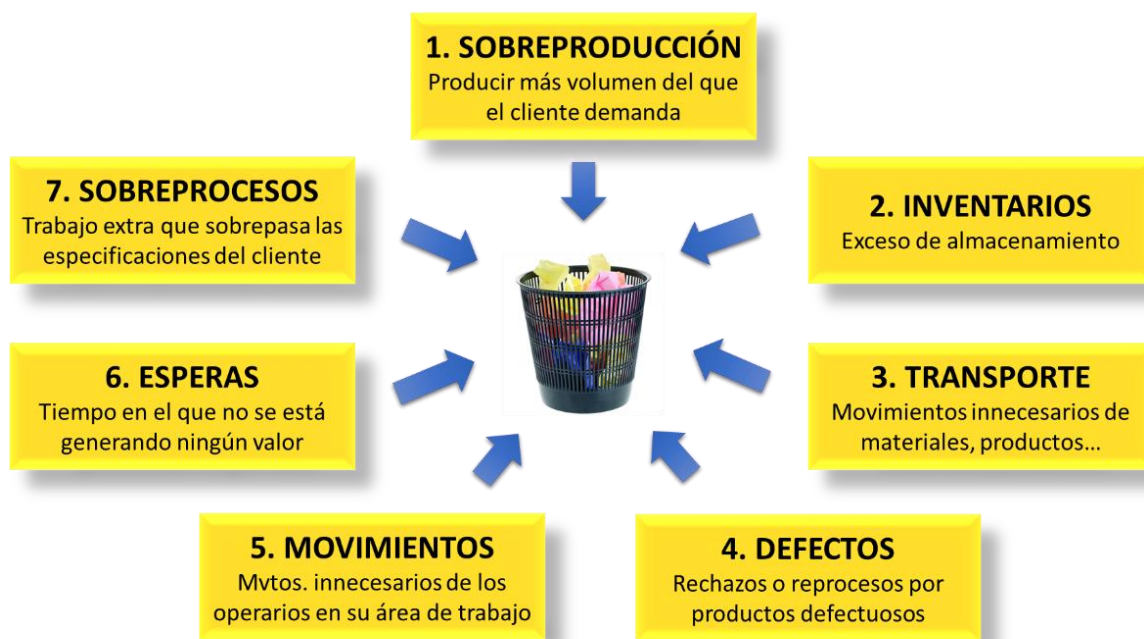 1. SOBREPRODUCCIÓN
Producir más volumen del que
el cliente demanda
2. INVENTARIOS
Exceso de almacenamiento
3. TRANSPORTE
Movimientos innecesarios de
materiales, productos...
4. DEFECTOS
Rechazos o reprocesos por
productos defectuosos
5. MOVIMIENTOS
Mvtos. innecesarios de los
operarios en su área de trabajo
6. ESPERAS
Tiempo en el que no se está
generando ningún valor
7. SOBREPROCESOS
Trabajo extra que sobrepasa las
especificaciones del cliente